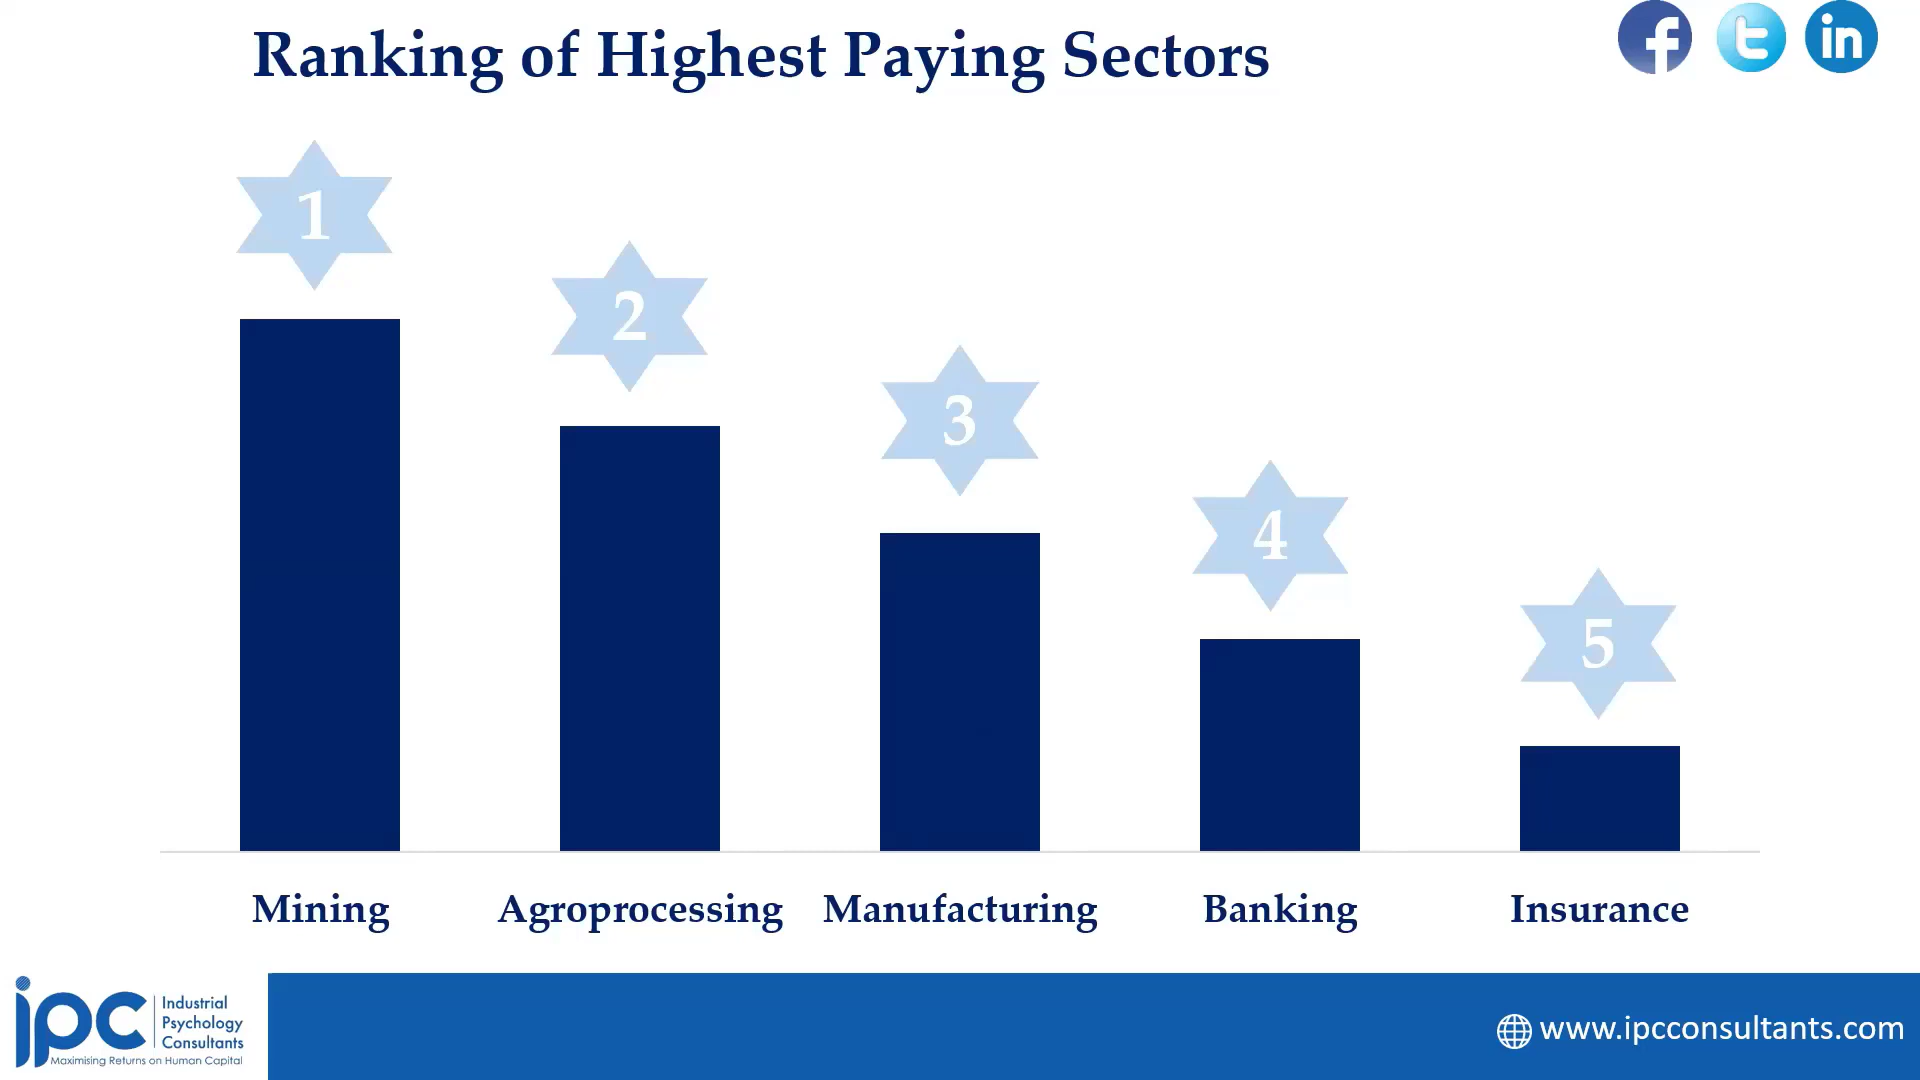 Ranking of Highest Paying Sectors
1
2
3
4
5
Mining Agroprocessing Manufacturing Banking Insurance
ipc
Industrial
Psychology
Consultants
Maximising Returns on Human Capital
www.ipcconsultants.com